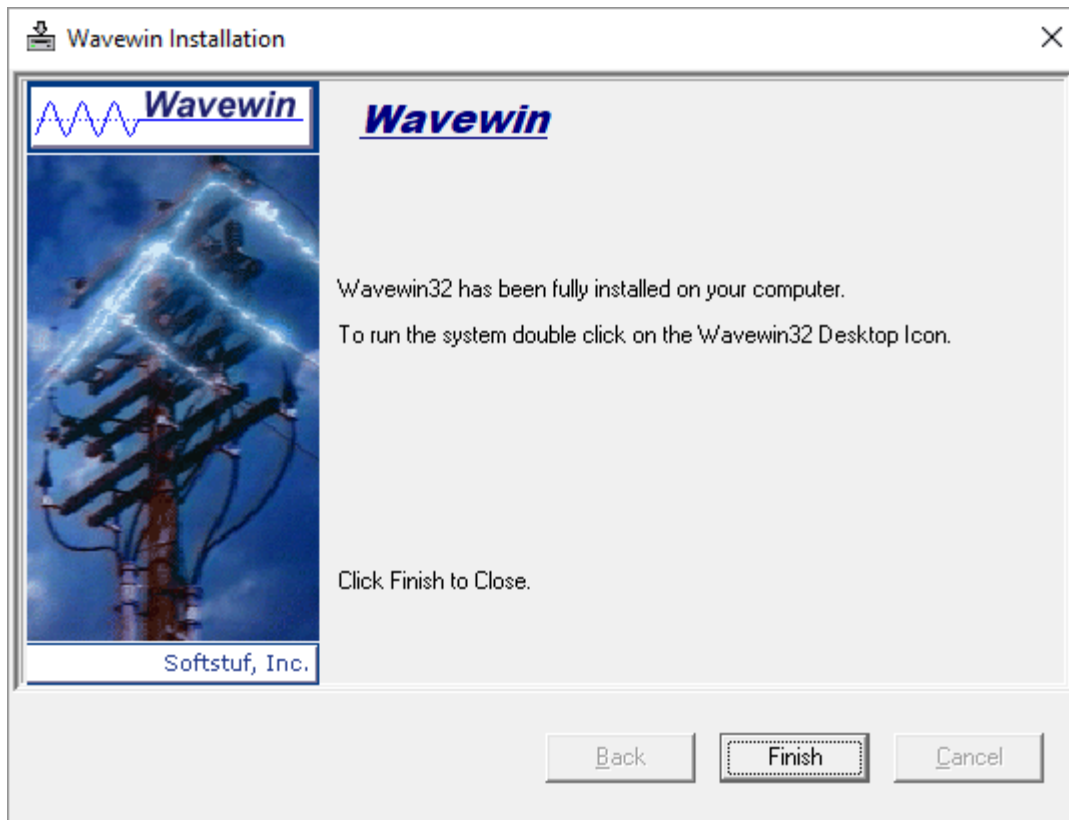 Wavewin Installation
Wavewin
Wavewin
Wavewin32 has been fully installed on your computer.
To run the system double click on the Wavewin32 Desktop Icon.
Click Finish to Close.
Softstuf, Inc.
Back
Finish
Cancel